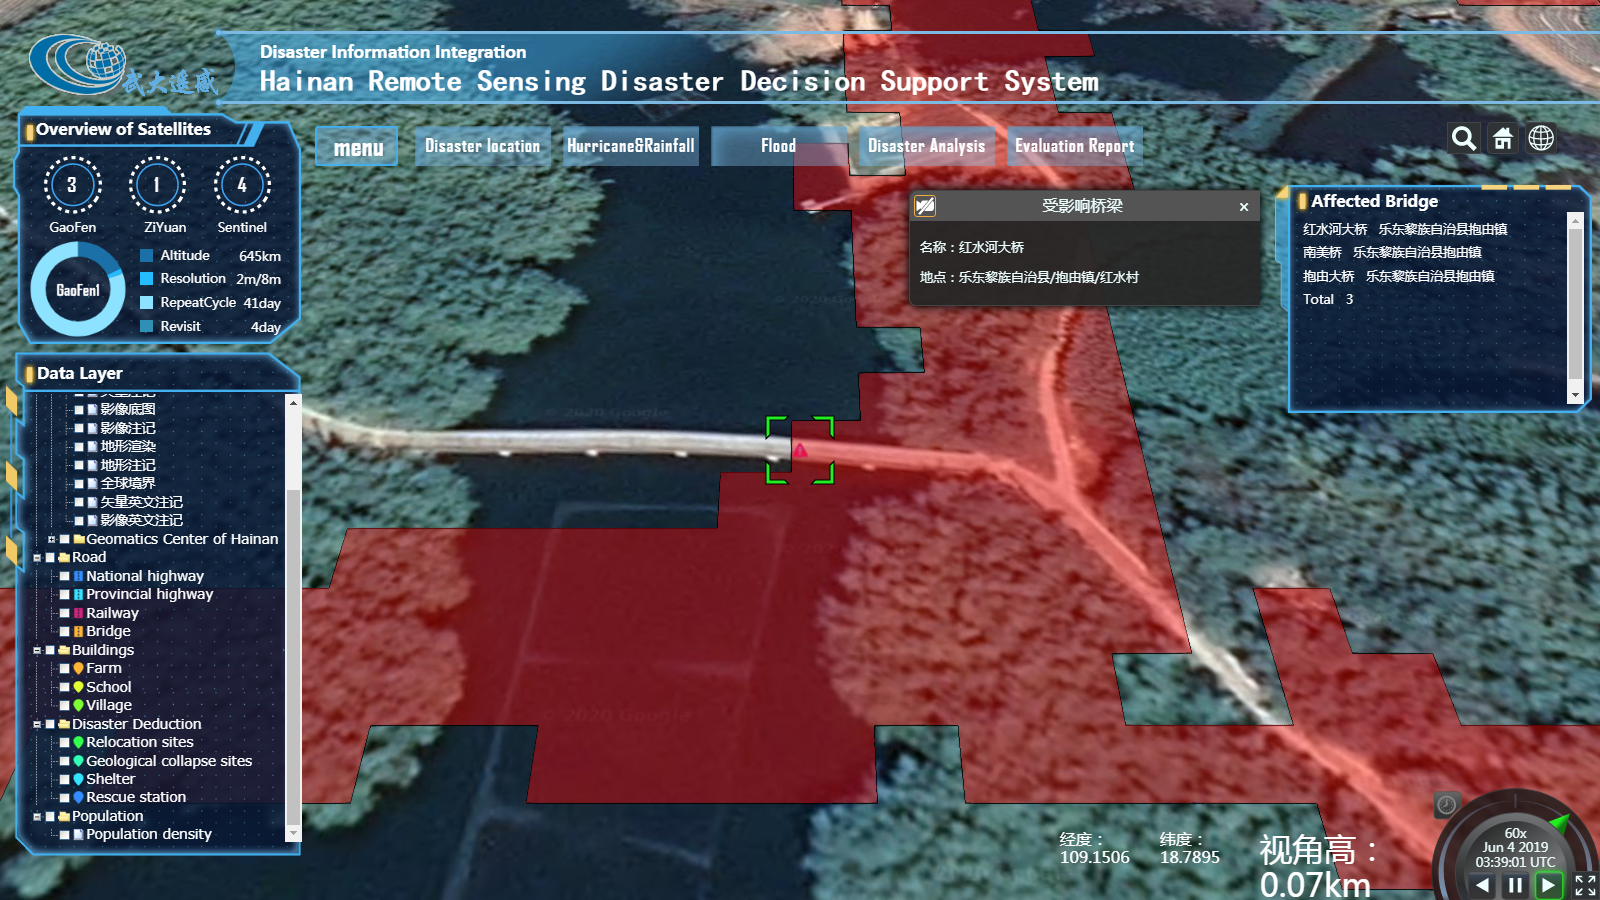 武大遥感
Disaster Information Integration
Hainan Remote Sensing Disaster Decision Support System
menu
Disaster location
Hurricane&Rainfall
Flood
Disaster Analysis
Evaluation Report
Overview of Satellites
3
1
4
GaoFen
ZiYuan
Sentinel
GaoFen1
Altitude 645km
Resolution 2m/8m
RepeatCycle 41day
Revisit 4day
Data Layer
影像底图
影像注记
地形渲染
地形注记
全球境界
矢量英文注记
影像英文注记
Geomatics Center of Hainan
Road
National highway
Provincial highway
Railway
Bridge
Buildings
Farm
School
Village
Disaster Deduction
Relocation sites
Geological collapse sites
Shelter
Rescue station
Population
Population density
受影响桥梁
×
名称：红水河大桥
地点：乐东黎族自治县/抱由镇/红水村
Affected Bridge
红水河大桥 乐东黎族自治县抱由镇
南美桥 乐东黎族自治县抱由镇
抱由大桥 乐东黎族自治县抱由镇
Total 3
© 2020 Google
© 2020 Google
经度：
109.1506
纬度：
18.7895
视角高：
0.07km
60x
Jun 4 2019
03:39:01 UTC